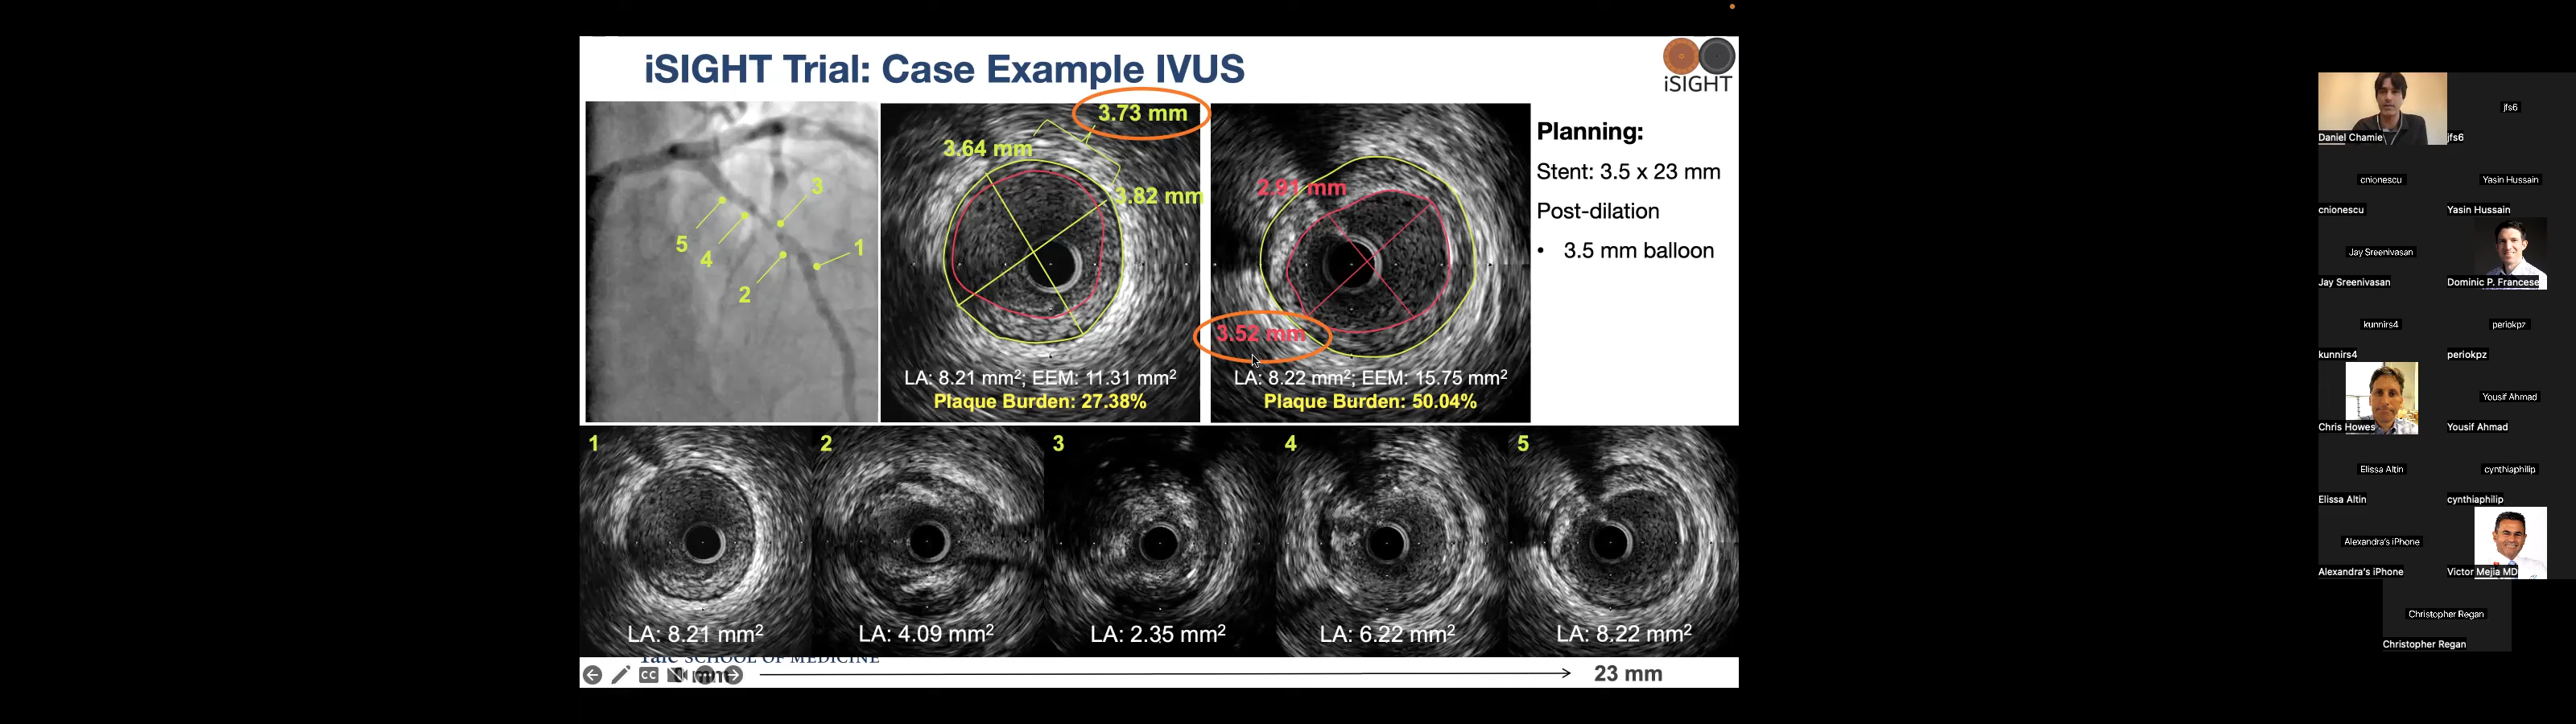 iSIGHT Trial: Case Example IVUS
iSIGHT
3.73 mm
3.64 mm
3.82 mm
3
5
4
1
2
LA: 8.21 mm²; EEM: 11.31 mm²
Plaque Burden: 27.38%
2.91 mm
3.52 mm
LA: 8.22 mm²; EEM: 15.75 mm²
Plaque Burden: 50.04%
Planning:
Stent: 3.5 x 23 mm
Post-dilation
• 3.5 mm balloon
1
2
3
4
5
LA: 8.21 mm²
LA: 4.09 mm²
LA: 2.35 mm²
LA: 6.22 mm²
LA: 8.22 mm²
Yale SCHOOL OF MEDICINE
CC
mm
23 mm
Daniel Chamie
jfs6
jfs6
cnionescu
cnionescu
Yasin Hussain
Yasin Hussain
Jay Sreenivasan
Jay Sreenivasan
Dominic P. Francese
kunnirs4
kunnirs4
periokpz
periokpz
Chris Howes
Yousif Ahmad
Yousif Ahmad
Elissa Altin
Elissa Altin
cynthiaphilip
cynthiaphilip
Alexandra's iPhone
Alexandra's iPhone
Victor Mejia MD
Christopher Regan
Christopher Regan